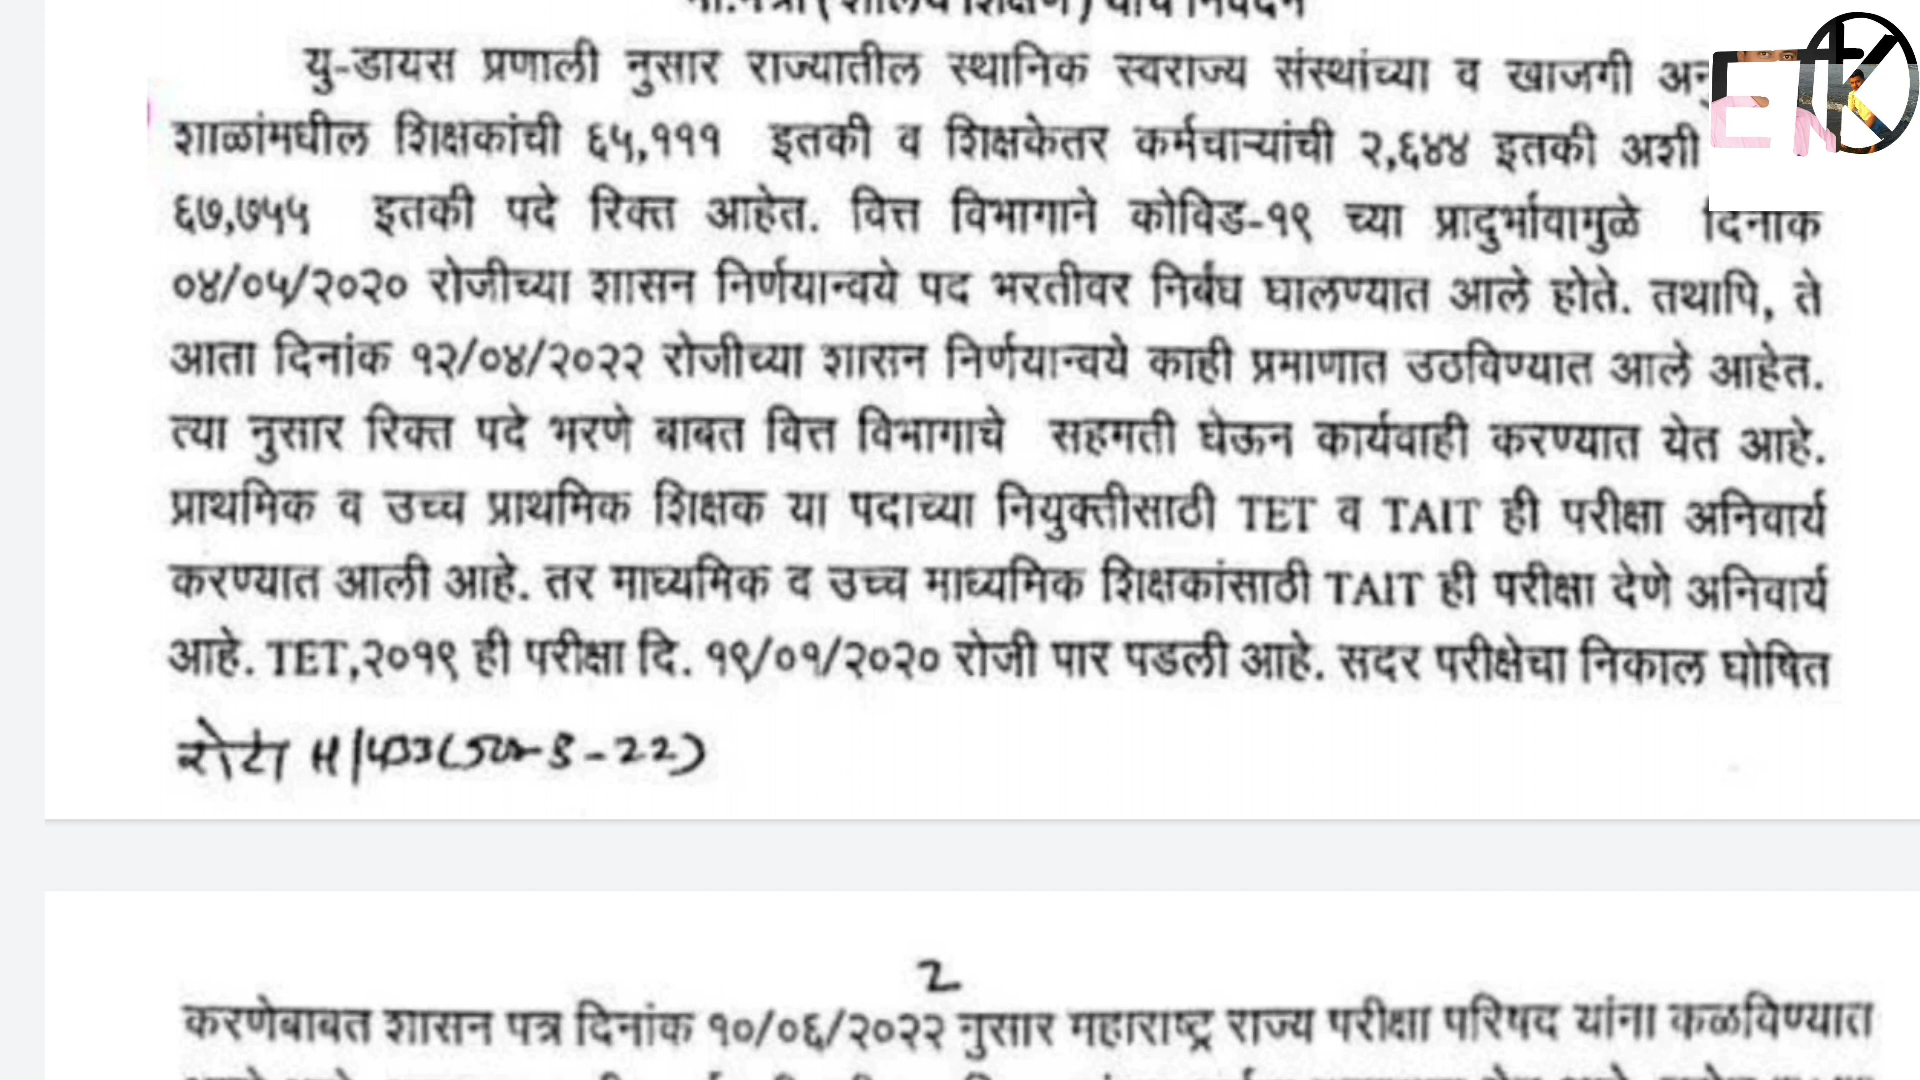 यु-डायस प्रणाली नुसार राज्यातील स्थानिक स्वराज्य संस्थांच्या व खाजगी
शाळांमधील शिक्षकांची ६५,१११ इतकी व शिक्षकेतर कर्मचाऱ्यांची २,६४४ इतकी अशी
६७,७५५ इतकी पदे रिक्त आहेत. वित्त विभागाने कोविड-१९ च्या प्रादुर्भावामुळे दिनांक
०४/०५/२०२० रोजीच्या शासन निर्णयान्वये पद भरतीवर निर्बंध घालण्यात आले होते. तथापि, ते
आता दिनांक १२/०४/२०२२ रोजीच्या शासन निर्णयान्वये काही प्रमाणात उठविण्यात आले आहेत.
त्या नुसार रिक्त पदे भरणे बाबत वित्त विभागाचे सहमती घेऊन कार्यवाही करण्यात येत आहे.
प्राथमिक व उच्च प्राथमिक शिक्षक या पदाच्या नियुक्तीसाठी TET व TAIT ही परीक्षा अनिवार्य
करण्यात आली आहे. तर माध्यमिक व उच्च माध्यमिक शिक्षकांसाठी TAIT ही परीक्षा देणे अनिवार्य
आहे. TET,२०१९ ही परीक्षा दि. १९/०१/२०२० रोजी पार पडली आहे. सदर परीक्षेचा निकाल घोषित
2
करणेबाबत शासन पत्र दिनांक १०/०६/२०२२ नुसार महाराष्ट्र राज्य परीक्षा परिषद यांना कळविण्यात